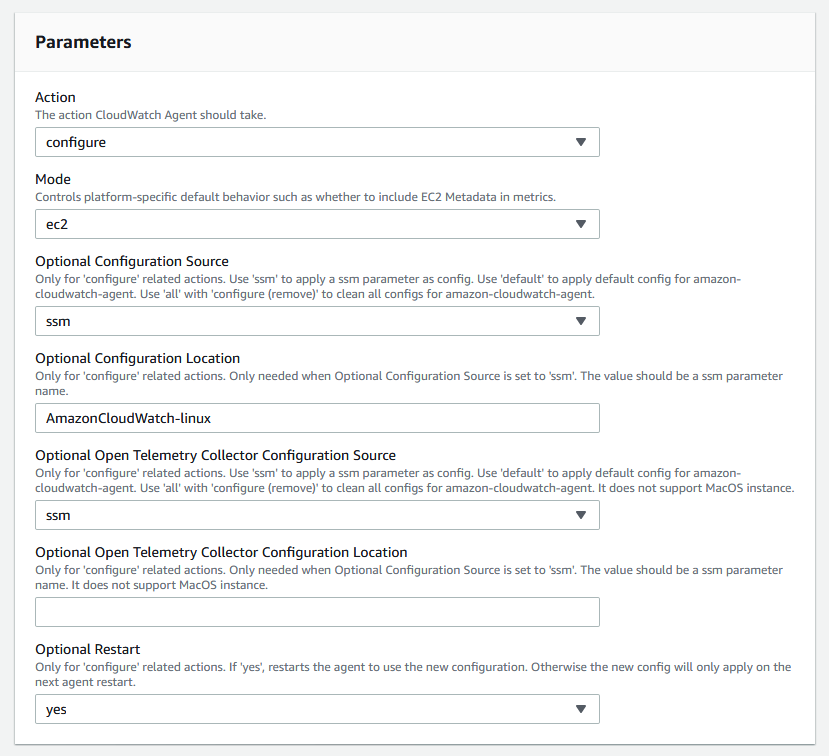 Parameters
Action
The action CloudWatch Agent should take.
configure
Mode
Controls platform-specific default behavior such as whether to include EC2 Metadata in metrics.
ec2
Optional Configuration Source
Only for 'configure' related actions. Use 'ssm' to apply a ssm parameter as config. Use 'default' to apply default config for amazon-
cloudwatch-agent. Use 'all' with 'configure (remove)' to clean all configs for amazon-cloudwatch-agent.
ssm
Optional Configuration Location
Only for 'configure' related actions. Only needed when Optional Configuration Source is set to 'ssm'. The value should be a ssm parameter
name.
AmazonCloudWatch-linux
Optional Open Telemetry Collector Configuration Source
Only for 'configure' related actions. Use 'ssm' to apply a ssm parameter as config. Use 'default' to apply default config for amazon-
cloudwatch-agent. Use 'all' with 'configure (remove)' to clean all configs for amazon-cloudwatch-agent. It does not support MacOS instance.
ssm
Optional Open Telemetry Collector Configuration Location
Only for 'configure' related actions. Only needed when Optional Configuration Source is set to 'ssm'. The value should be a ssm parameter
name. It does not support MacOS instance.
Optional Restart
Only for 'configure' related actions. If 'yes', restarts the agent to use the new configuration. Otherwise the new config will only apply on the
next agent restart.
yes